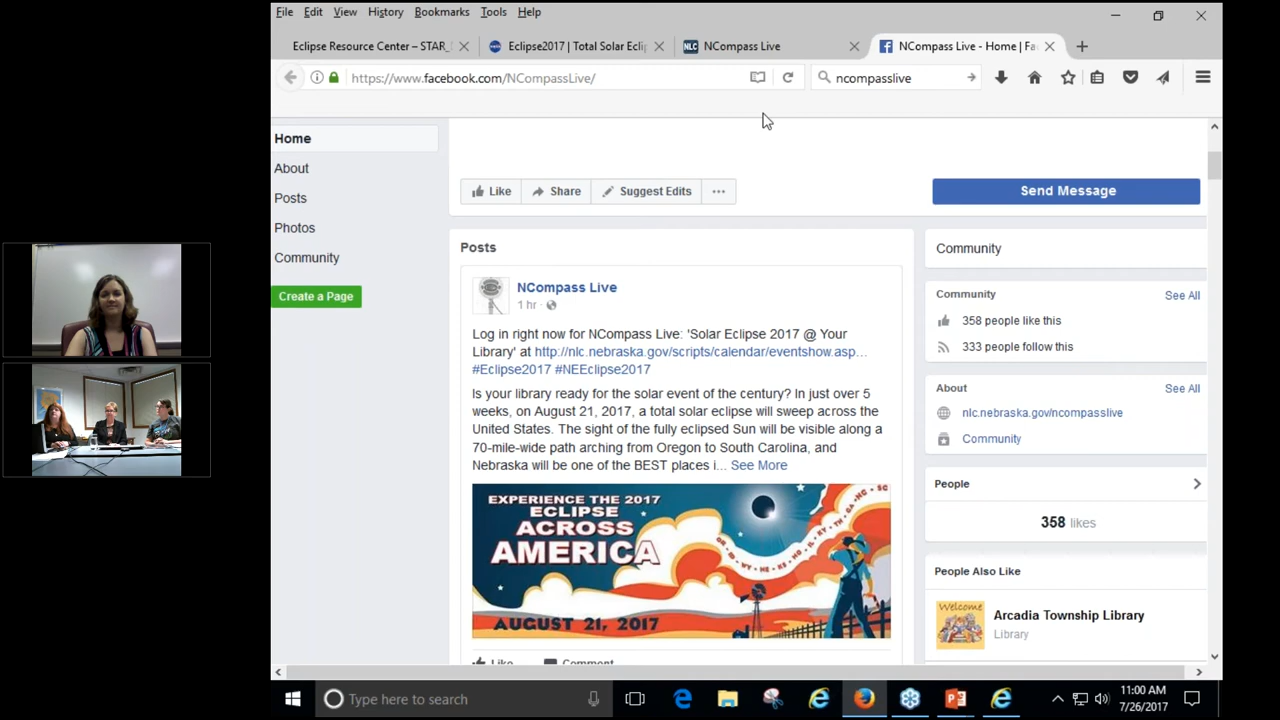 File Edit View History Bookmarks Tools Help
Eclipse Resource Center – STAR_
Eclipse2017 | Total Solar Ecli
NLC NCompass Live
NCompass Live - Home | Fa
https://www.facebook.com/NCompassLive/
ncompasslive
Home
About
Posts
Photos
Community
Create a Page
Like Share Suggest Edits
Send Message
Posts
NCompass Live
1 hr
Log in right now for NCompass Live: 'Solar Eclipse 2017 @ Your
Library' at http://nlc.nebraska.gov/scripts/calendar/eventshow.asp...
#Eclipse2017 #NEEclipse2017
Is your library ready for the solar event of the century? In just over 5
weeks, on August 21, 2017, a total solar eclipse will sweep across the
United States. The sight of the fully eclipsed Sun will be visible along a
70-mile-wide path arching from Oregon to South Carolina, and
Nebraska will be one of the BEST places i... See More
EXPERIENCE THE 2017
ECLIPSE
ACROSS
AMERICA
AUGUST 21, 2017
Like Comment
Community
Community See All
358 people like this
333 people follow this
About See All
nlc.nebraska.gov/ncompasslive
Community
People
358 likes
People Also Like
Welcome
Arcadia Township Library
Library
Type here to search
11:00 AM
7/26/2017